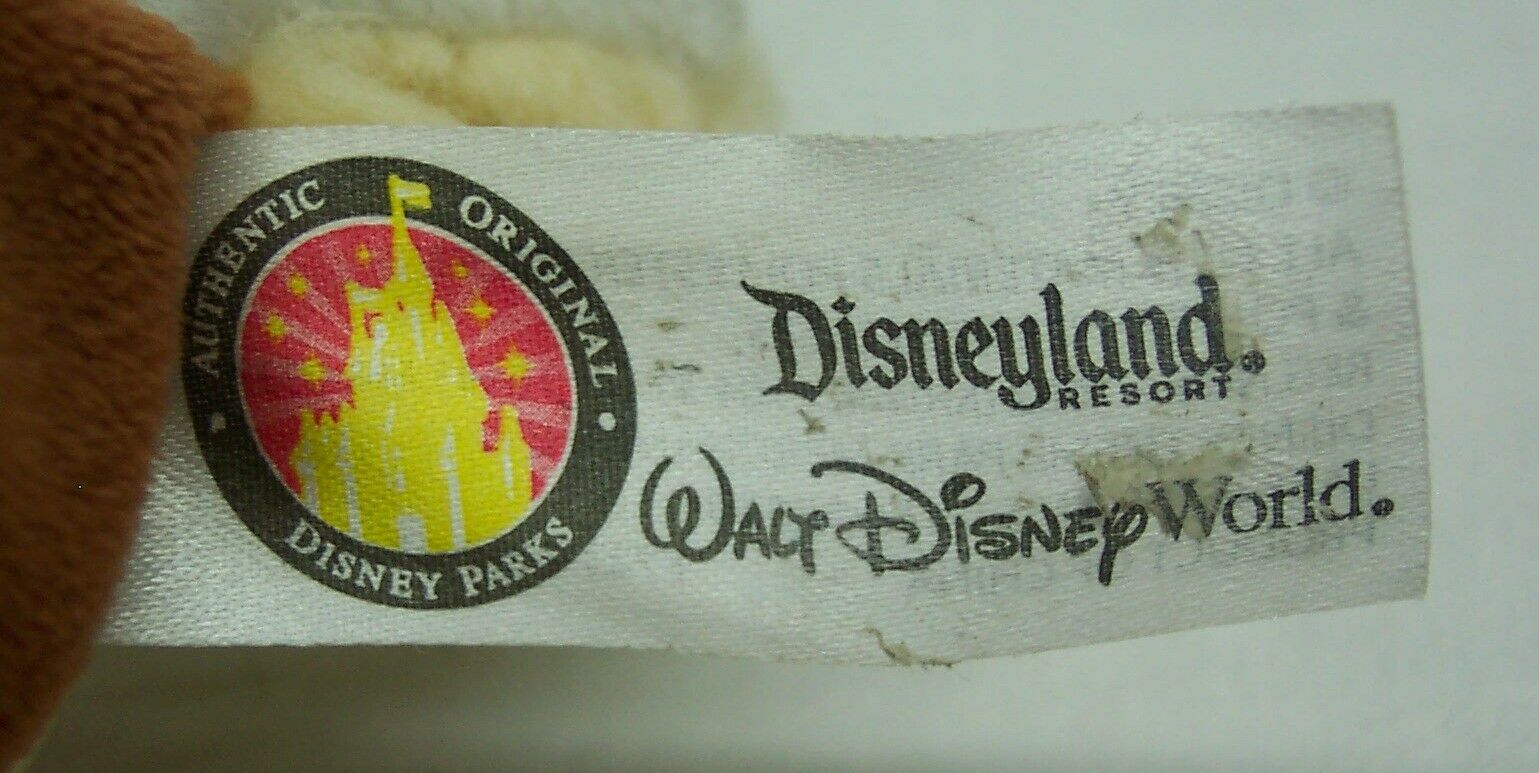 AUTHENTIC ORIGINAL
DISNEY PARKS
Disneyland®
RESORT
WALT DISNEY World®